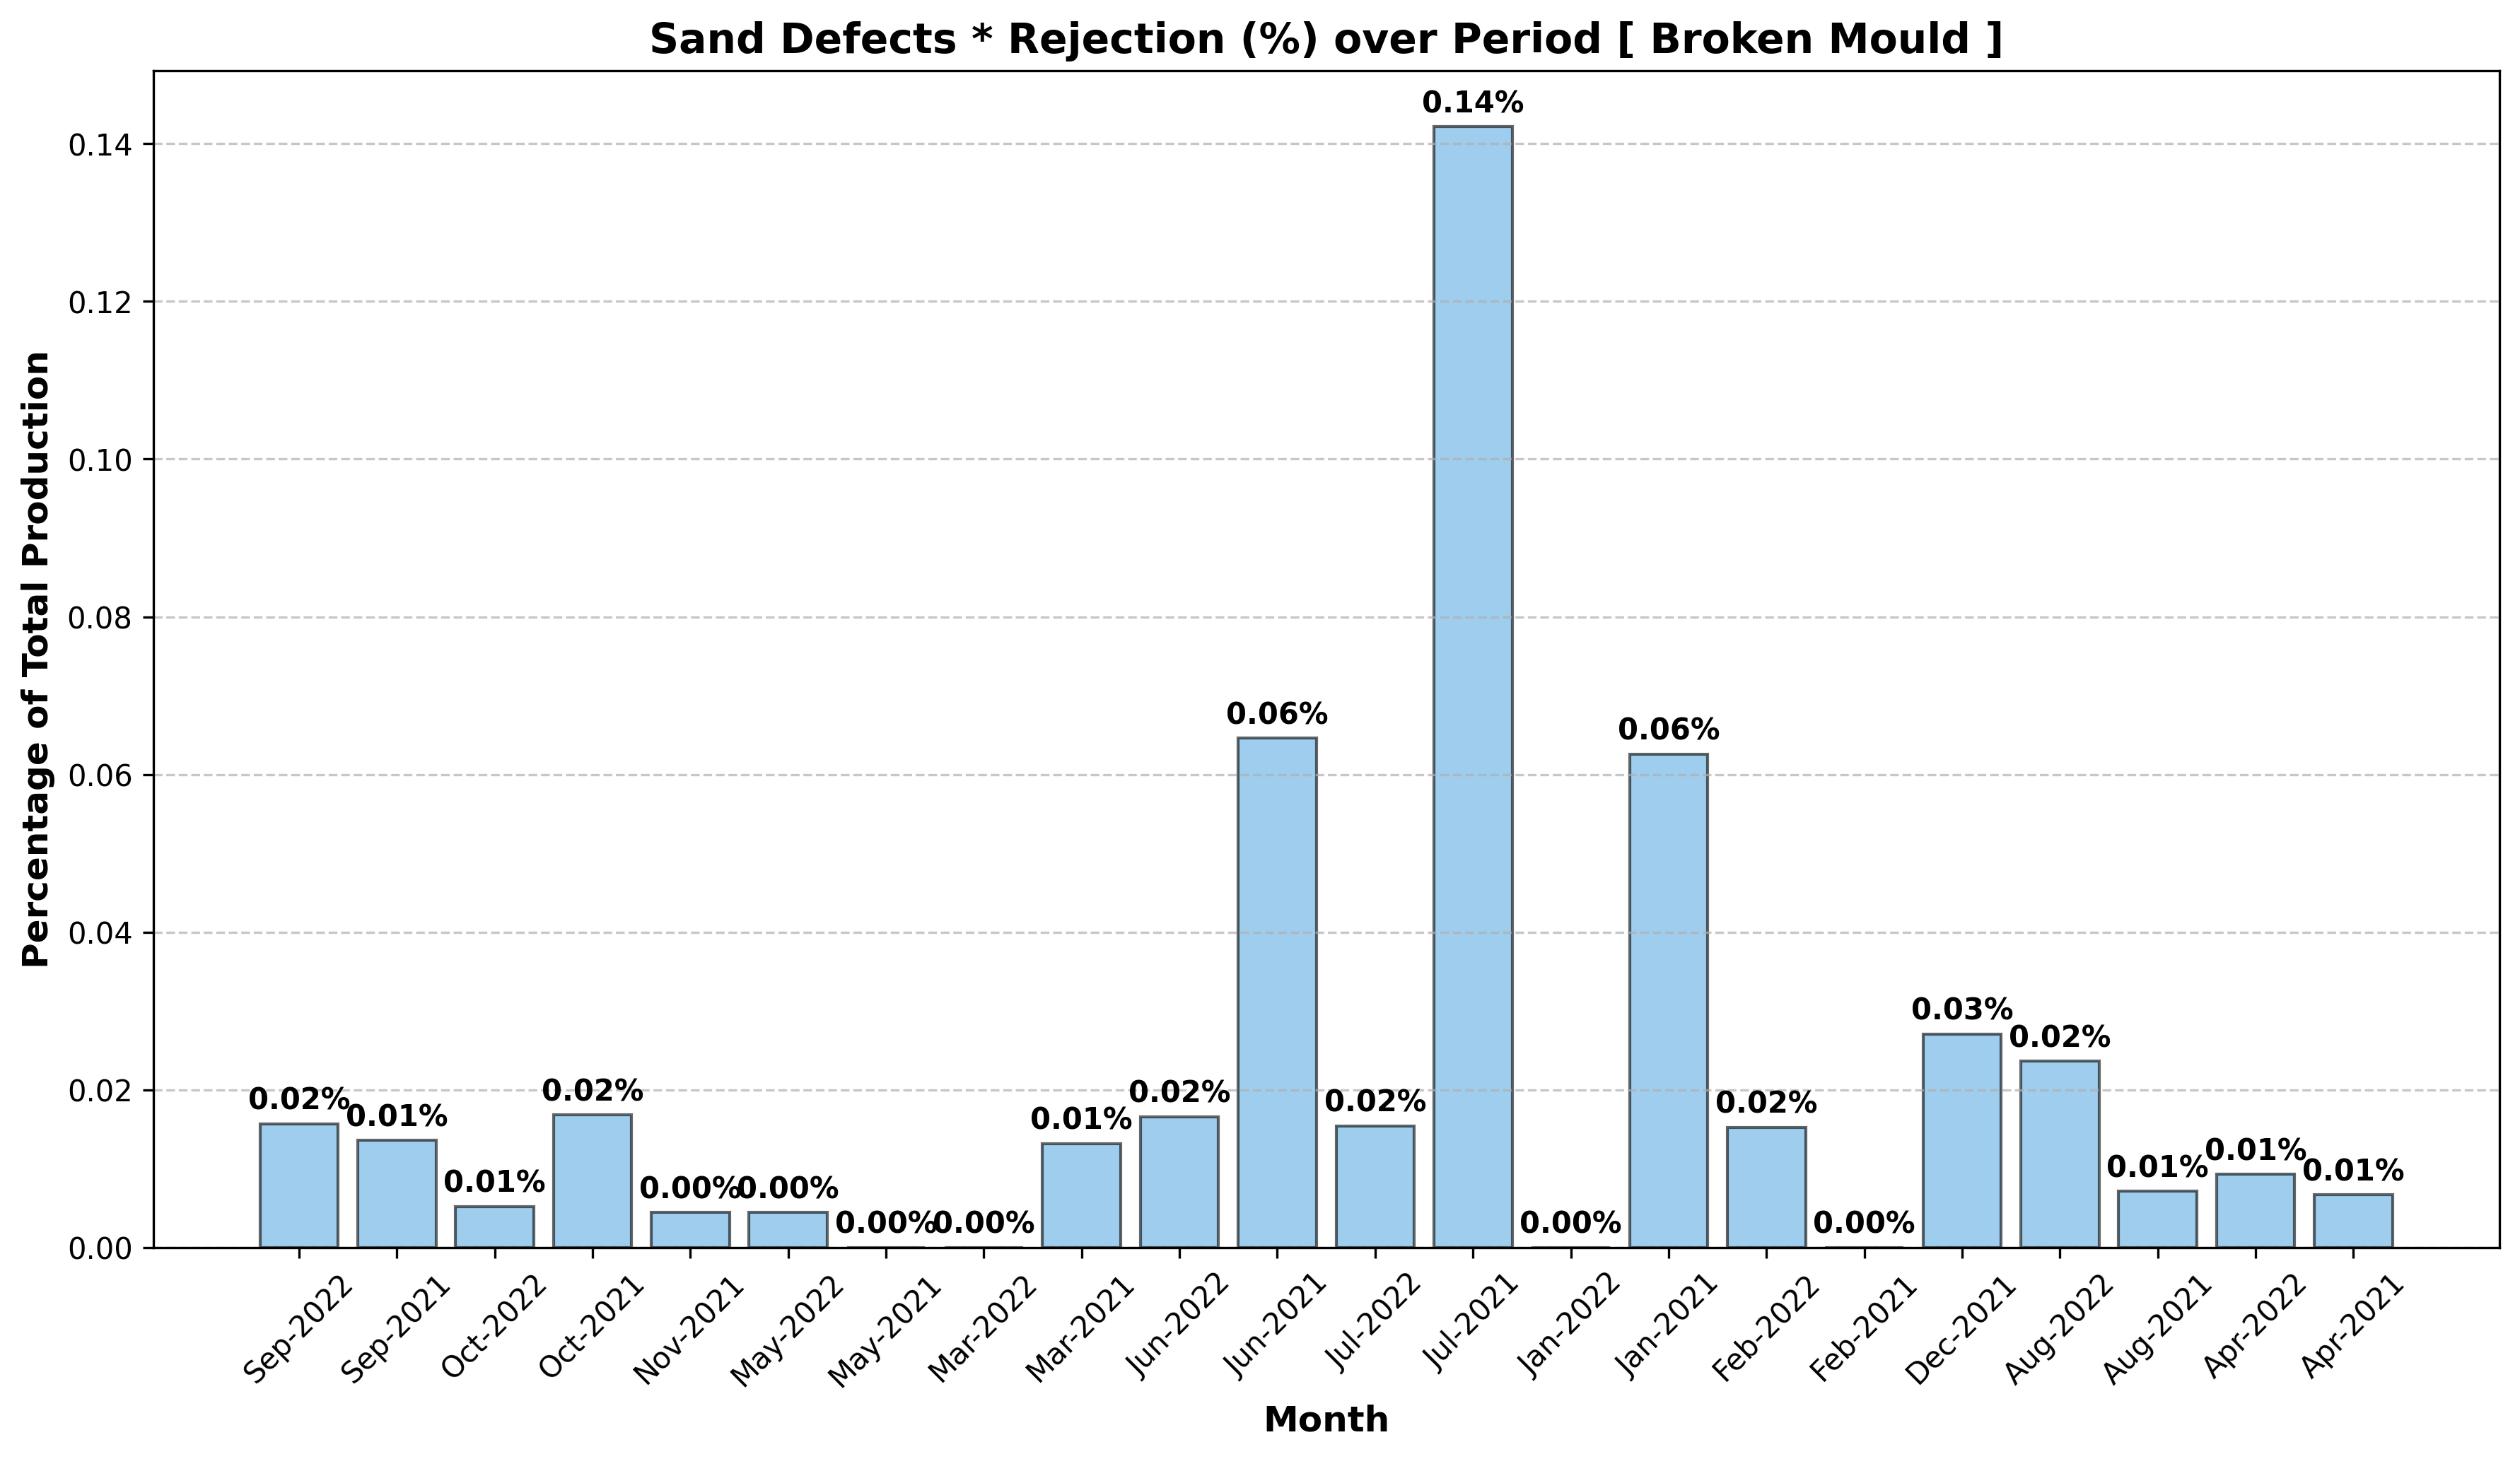 Sand Defects * Rejection (%) over Period [ Broken Mould ]
Percentage of Total Production
0.14
0.12
0.10
0.08
0.06
0.04
0.02
0.00
0.02%
0.01%
0.01%
0.02%
0.00%
0.00%
0.00%
0.00%
0.01%
0.02%
0.06%
0.02%
0.14%
0.00%
0.06%
0.02%
0.00%
0.03%
0.02%
0.01%
0.01%
0.01%
Sep-2022
Sep-2021
Oct-2022
Oct-2021
Nov-2021
May-2022
May-2021
Mar-2022
Mar-2021
Jun-2022
Jun-2021
Jul-2022
Jul-2021
Jan-2022
Jan-2021
Feb-2022
Feb-2021
Dec-2021
Aug-2022
Aug-2021
Apr-2022
Apr-2021
Month